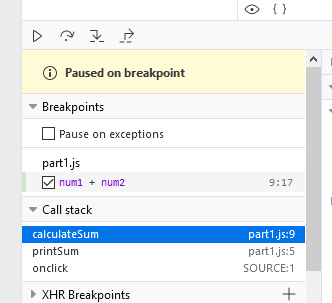 { }
Paused on breakpoint
Breakpoints
Pause on exceptions
part1.js
num1 + num2 9:17
Call stack
calculateSum part1.js:9
printSum part1.js:5
onclick SOURCE:1
XHR Breakpoints +